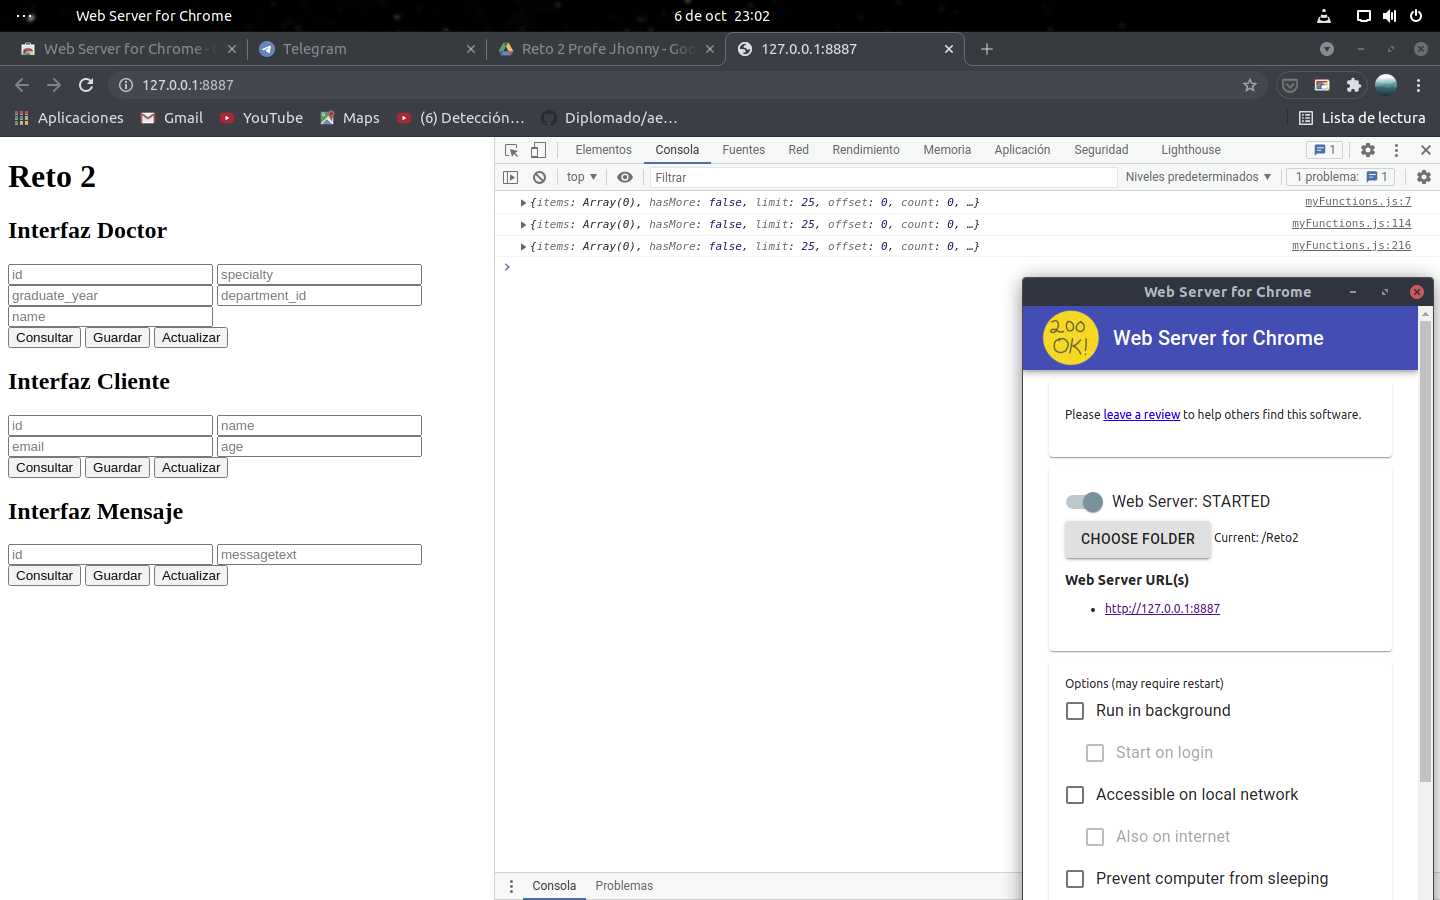 Web Server for Chrome
6 de oct 23:02
Web Server for Chrome -
Telegram
Reto 2 Profe Jhonny - Goo
127.0.0.1:8887
127.0.0.1:8887
Aplicaciones
Gmail
YouTube
Maps
(6) Detección...
Diplomado/ae...
Lista de lectura
Reto 2
Interfaz Doctor
id
specialty
graduate_year
department_id
name
Consultar
Guardar
Actualizar
Interfaz Cliente
id
name
email
age
Consultar
Guardar
Actualizar
Interfaz Mensaje
id
messagetext
Consultar
Guardar
Actualizar
Elementos
Consola
Fuentes
Red
Rendimiento
Memoria
Aplicación
Seguridad
Lighthouse
1
top
Filtrar
Niveles predeterminados
1 problema: 1
{items: Array(0), hasMore: false, limit: 25, offset: 0, count: 0, …}
myFunctions.js:7
{items: Array(0), hasMore: false, limit: 25, offset: 0, count: 0, …}
myFunctions.js:114
{items: Array(0), hasMore: false, limit: 25, offset: 0, count: 0, …}
myFunctions.js:216
Web Server for Chrome
200 OK!
Web Server for Chrome
Please leave a review to help others find this software.
Web Server: STARTED
CHOOSE FOLDER
Current: /Reto2
Web Server URL(s)
http://127.0.0.1:8887
Options (may require restart)
Run in background
Start on login
Accessible on local network
Also on internet
Prevent computer from sleeping
Consola
Problemas